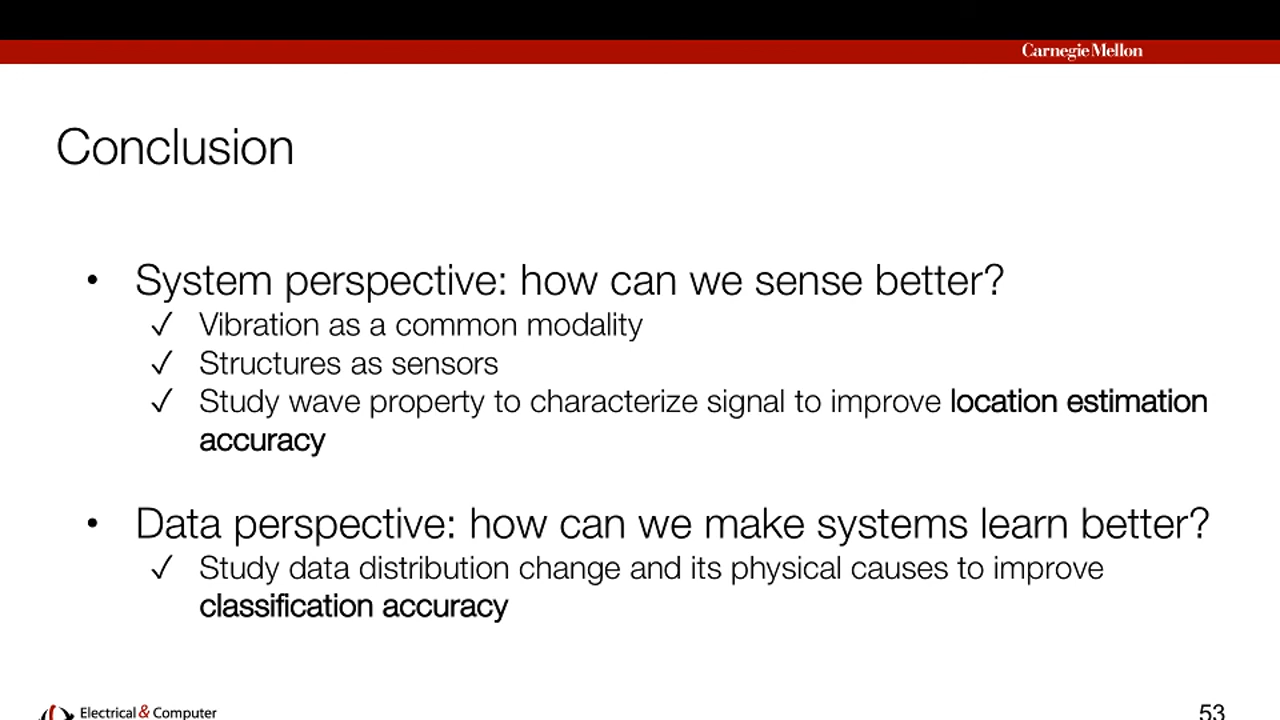 Carnegie Mellon
Conclusion
• System perspective: how can we sense better?
✓ Vibration as a common modality
✓ Structures as sensors
✓ Study wave property to characterize signal to improve location estimation
accuracy
• Data perspective: how can we make systems learn better?
✓ Study data distribution change and its physical causes to improve
classification accuracy
Electrical & Computer
53